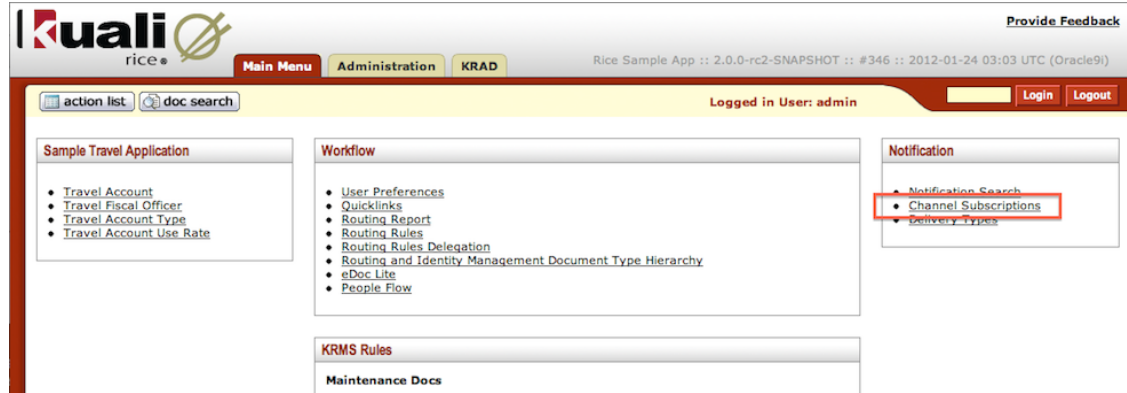 Kuali
rice®
Provide Feedback
Main Menu Administration KRAD
Rice Sample App :: 2.0.0-rc2-SNAPSHOT :: #346 :: 2012-01-24 03:03 UTC (Oracle9i)
action list doc search
Logged in User: admin
Login Logout
Sample Travel Application
Travel Account
Travel Fiscal Officer
Travel Account Type
Travel Account Use Rate
Workflow
User Preferences
Quicklinks
Routing Report
Routing Rules
Routing Rules Delegation
Routing and Identity Management Document Type Hierarchy
eDoc Lite
People Flow
Notification
Notification Search
Channel Subscriptions
Delivery Types
KRMS Rules
Maintenance Docs